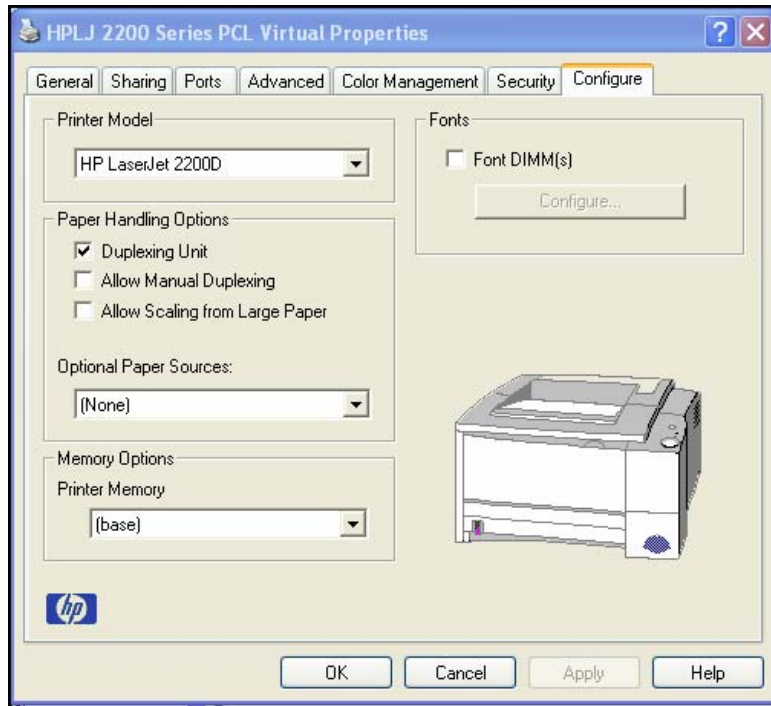 HPLJ 2200 Series PCL Virtual Properties
General Sharing Ports Advanced Color Management Security Configure
Printer Model
HP LaserJet 2200D
Fonts
Font DIMM(s)
Configure...
Paper Handling Options
Duplexing Unit
Allow Manual Duplexing
Allow Scaling from Large Paper
Optional Paper Sources:
(None)
Memory Options
Printer Memory
(base)
hp
OK Cancel Apply Help